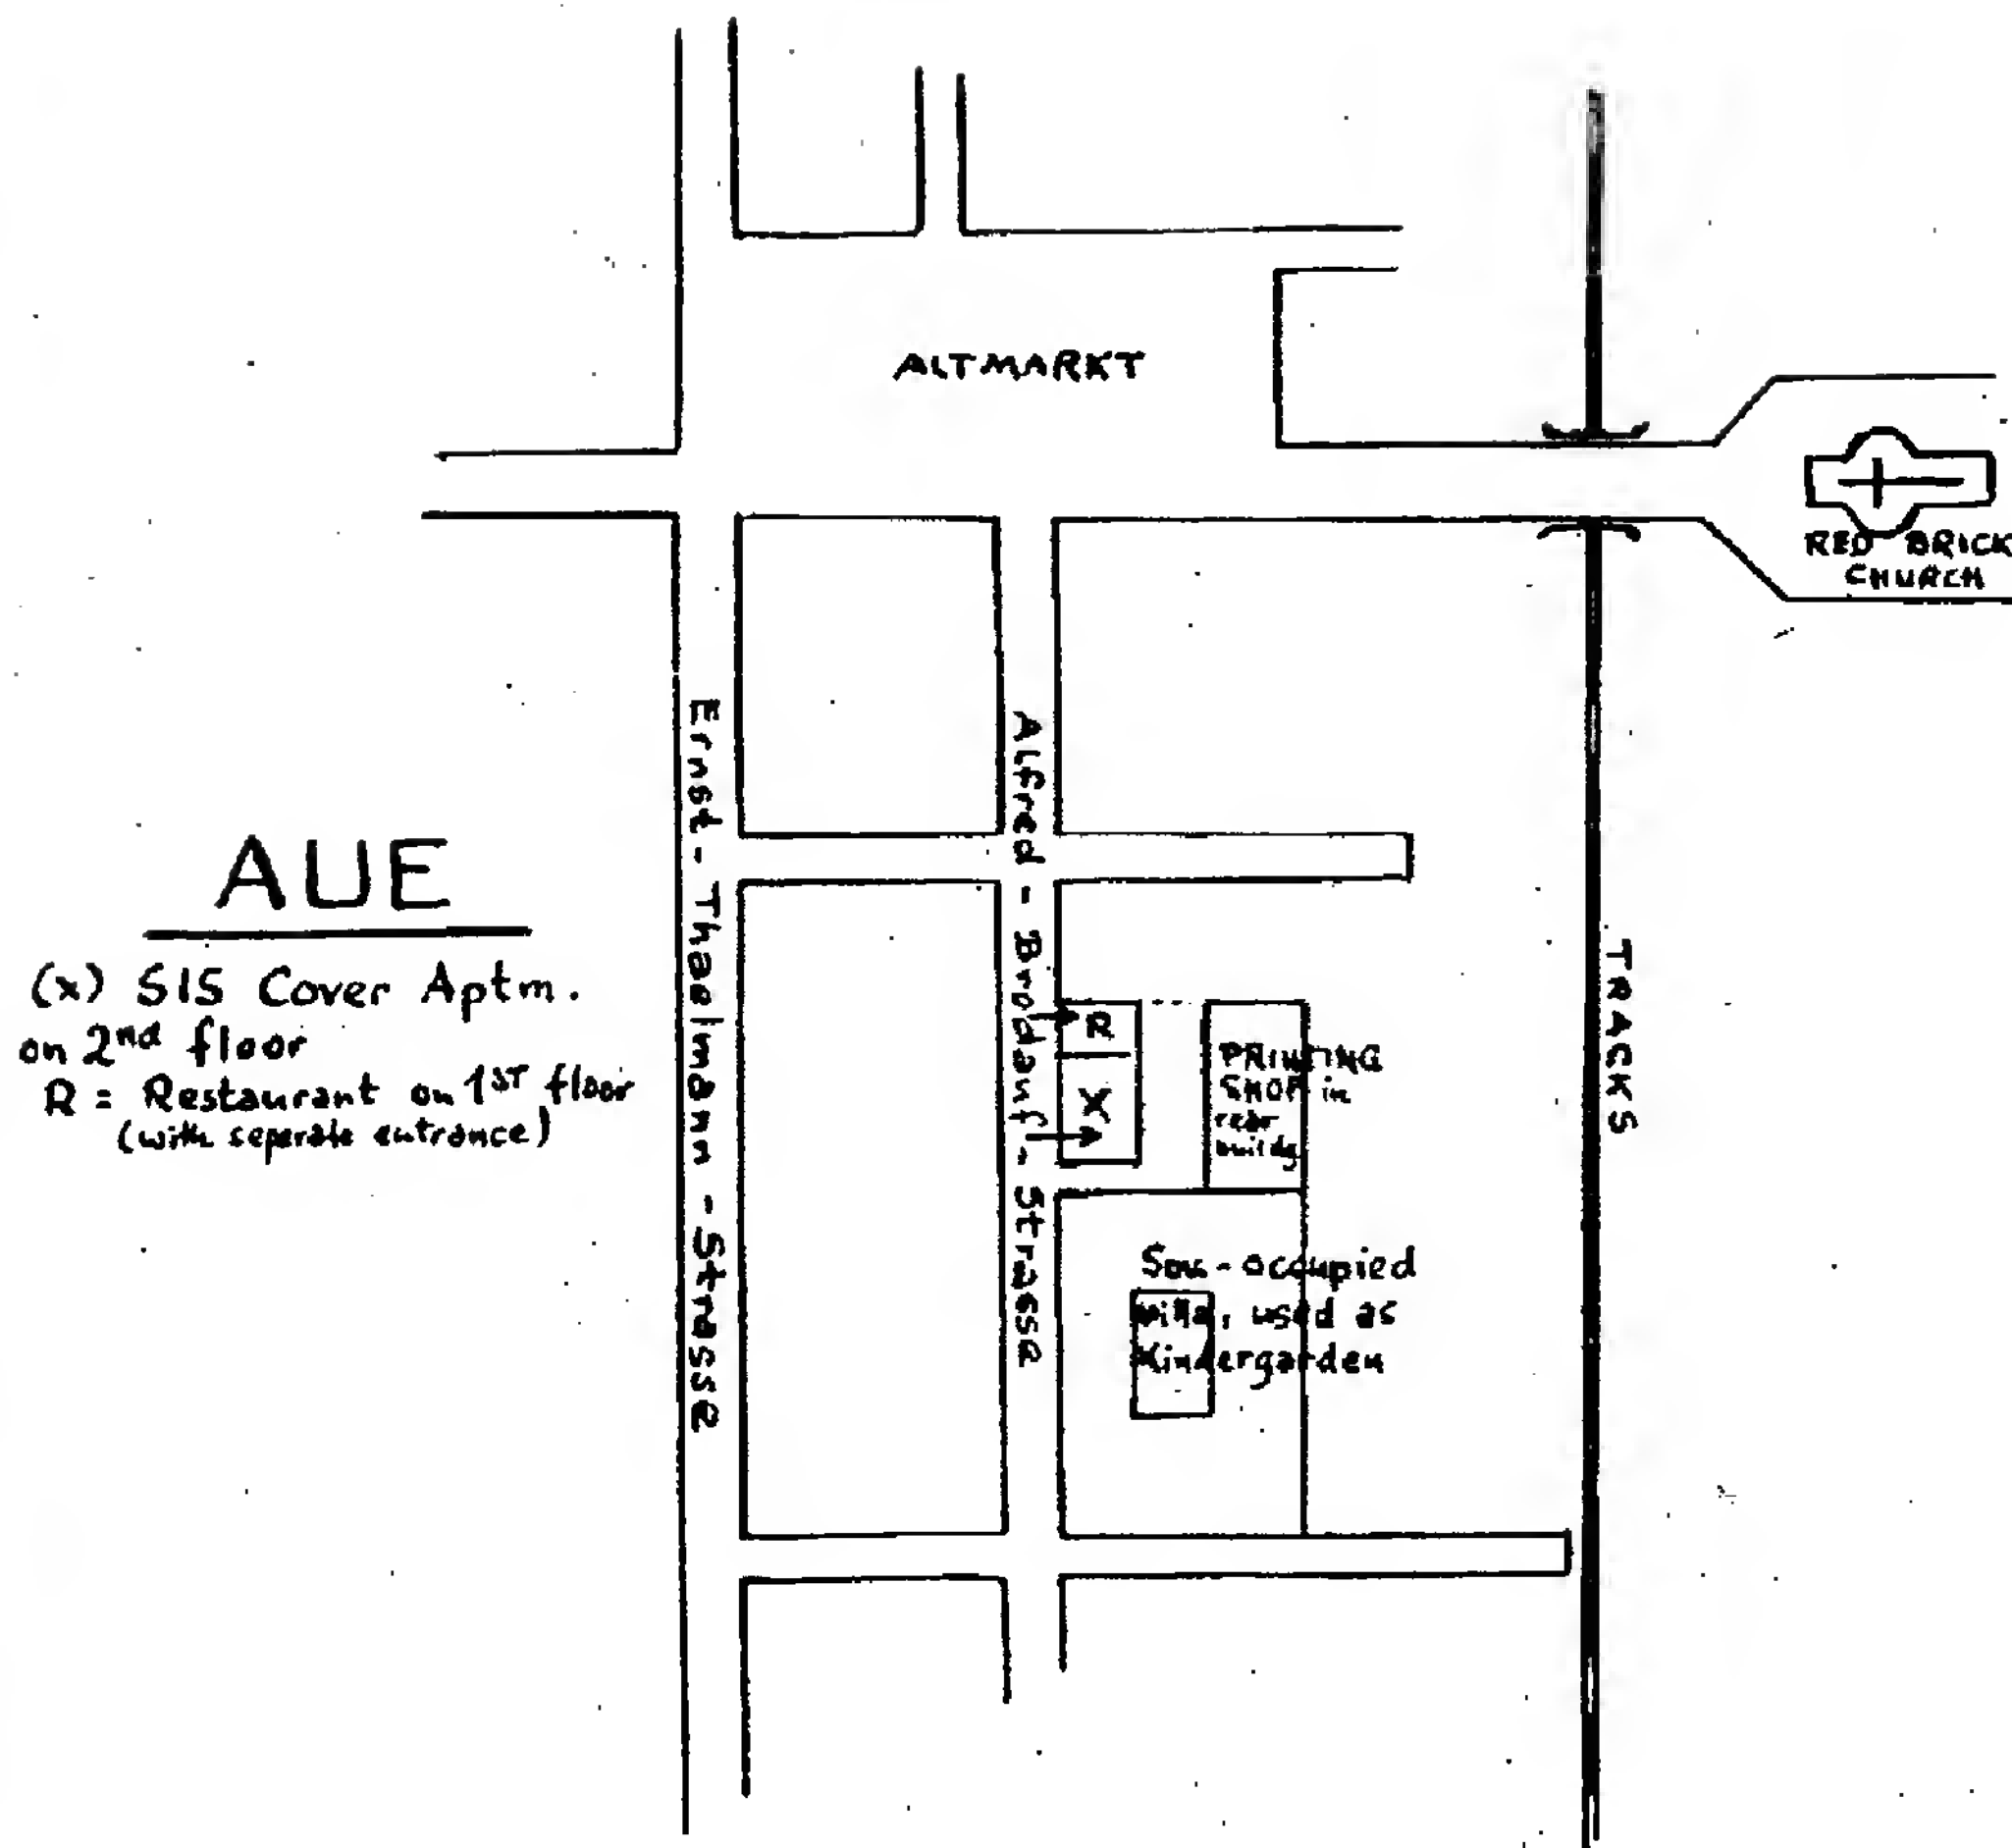 ALTMARKT
RED BRICK
CHURCH
Ernst - Thaelmann - Strasse
Alfred - Brodauf - Strasse
TRACKS
AUE
(x) SIS Cover Aptm.
on 2nd floor
R = Restaurant on 1ST floor
(with seperate entrance)
R
X
PRINTING
SHOP in
rear
buildg
Sov - occupied
villa, used as
Kindergarden